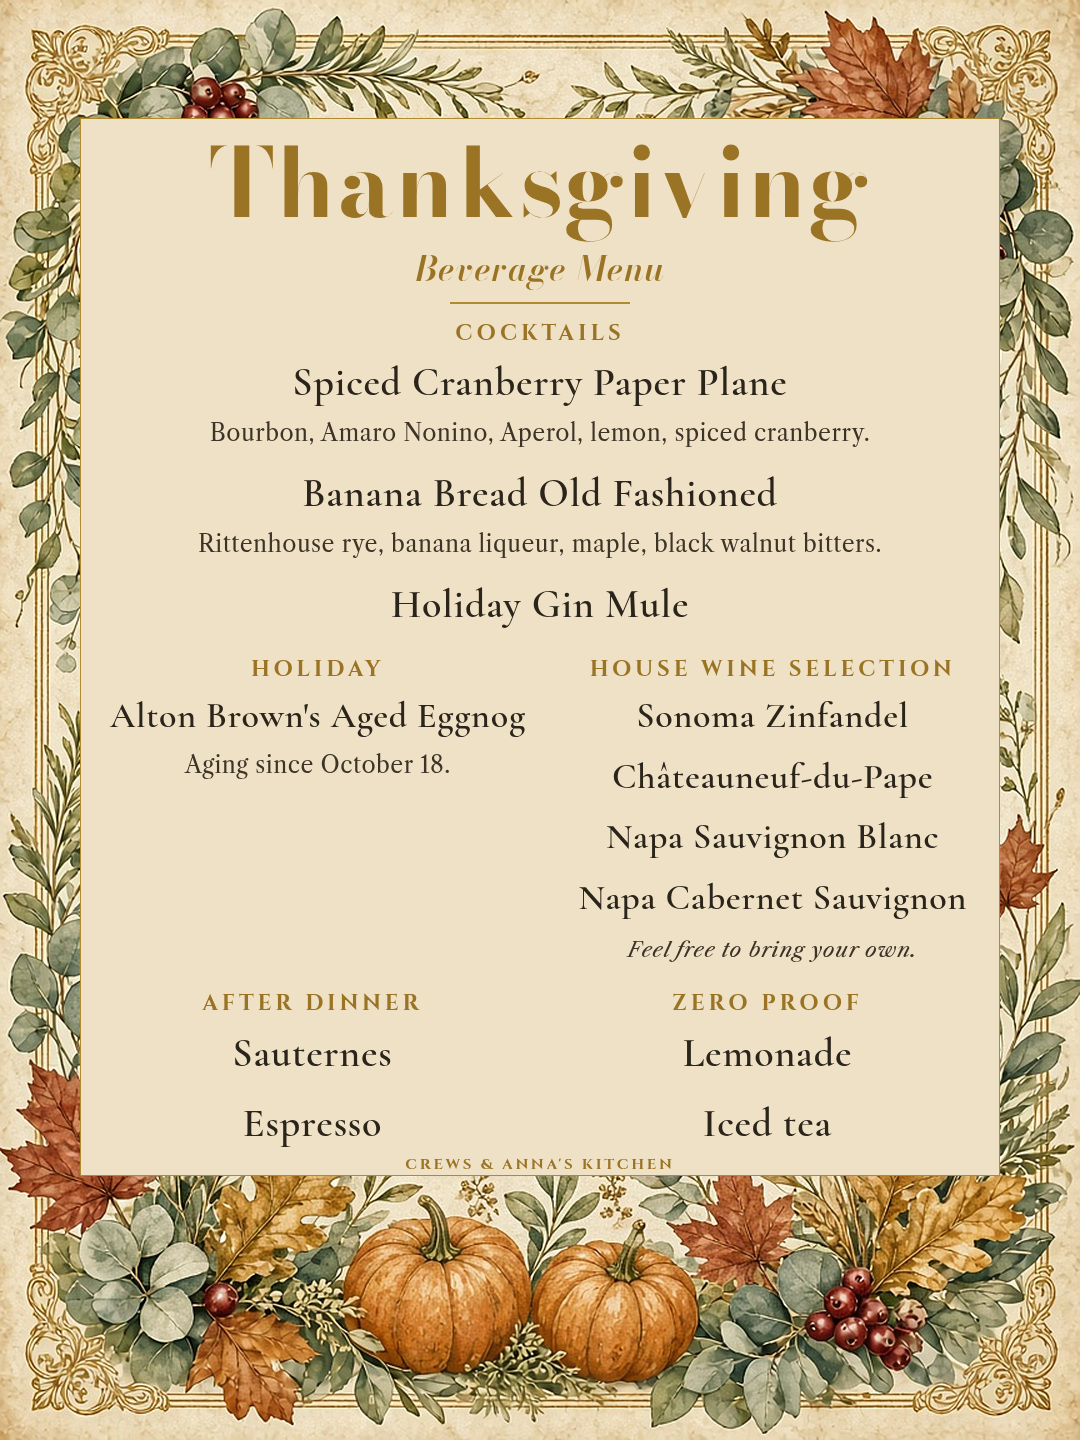 Thanksgiving
Beverage Menu
COCKTAILS
Spiced Cranberry Paper Plane
Bourbon, Amaro Nonino, Aperol, lemon, spiced cranberry.
Banana Bread Old Fashioned
Rittenhouse rye, banana liqueur, maple, black walnut bitters.
Holiday Gin Mule
HOLIDAY
Alton Brown's Aged Eggnog
Aging since October 18.
HOUSE WINE SELECTION
Sonoma Zinfandel
Châteauneuf-du-Pape
Napa Sauvignon Blanc
Napa Cabernet Sauvignon
Feel free to bring your own.
AFTER DINNER
Sauternes
Espresso
ZERO PROOF
Lemonade
Iced tea
CREWS & ANNA'S KITCHEN